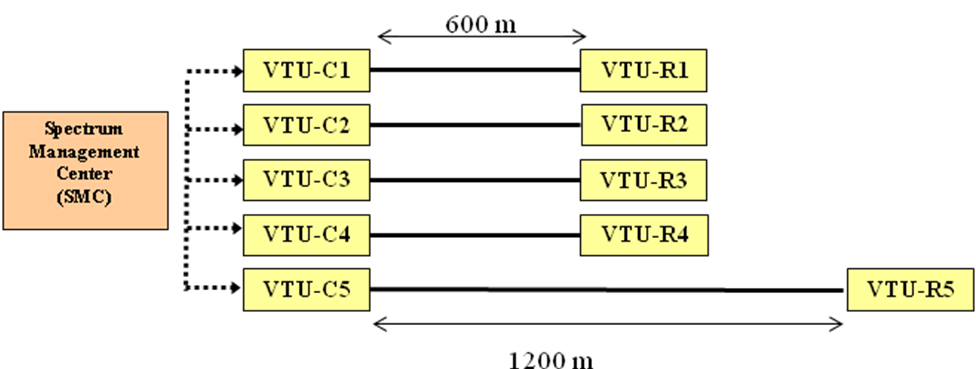 600 m
VTU-C1 VTU-R1
VTU-C2 VTU-R2
Spectrum
Management
Center
(SMC)
VTU-C3 VTU-R3
VTU-C4 VTU-R4
VTU-C5 VTU-R5
1200 m